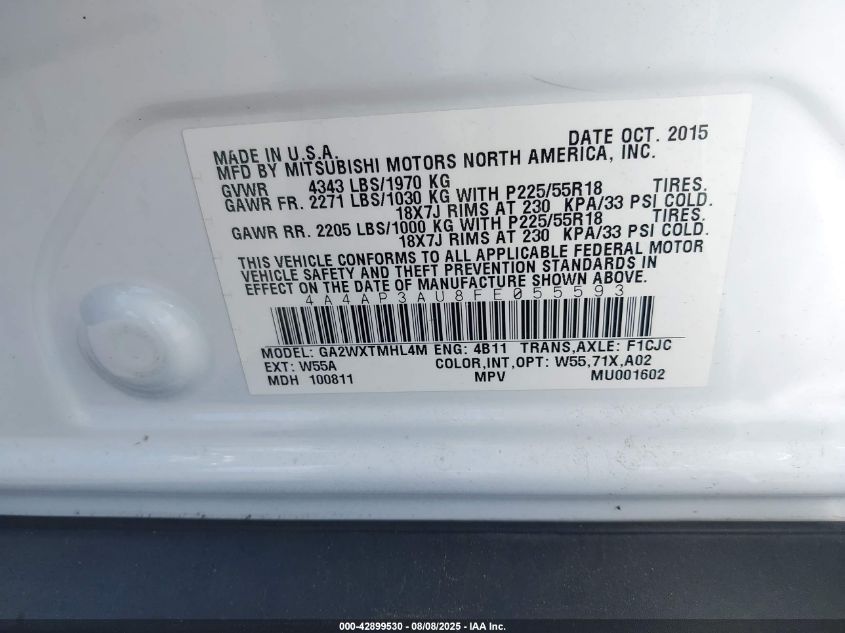 MADE IN U.S.A. DATE OCT. 2015
MFD BY MITSUBISHI MOTORS NORTH AMERICA, INC.
GVWR 4343 LBS/1970 KG
GAWR FR. 2271 LBS/1030 KG WITH P225/55R18 TIRES.
18X7J RIMS AT 230 KPA/33 PSI COLD.
GAWR RR. 2205 LBS/1000 KG WITH P225/55R18 TIRES.
18X7J RIMS AT 230 KPA/33 PSI COLD.
THIS VEHICLE CONFORMS TO ALL APPLICABLE FEDERAL MOTOR
VEHICLE SAFETY AND THEFT PREVENTION STANDARDS IN
EFFECT ON THE DATE OF MANUFACTURE SHOWN ABOVE.
4A4AP3AU8FE055593
MODEL: GA2WXTMHL4M ENG: 4B11 TRANS,AXLE: F1CJC
EXT: W55A COLOR,INT,OPT: W55,71X,A02
MDH 100811 MPV MU001602
000-42899530 - 08/08/2025 - IAA Inc.